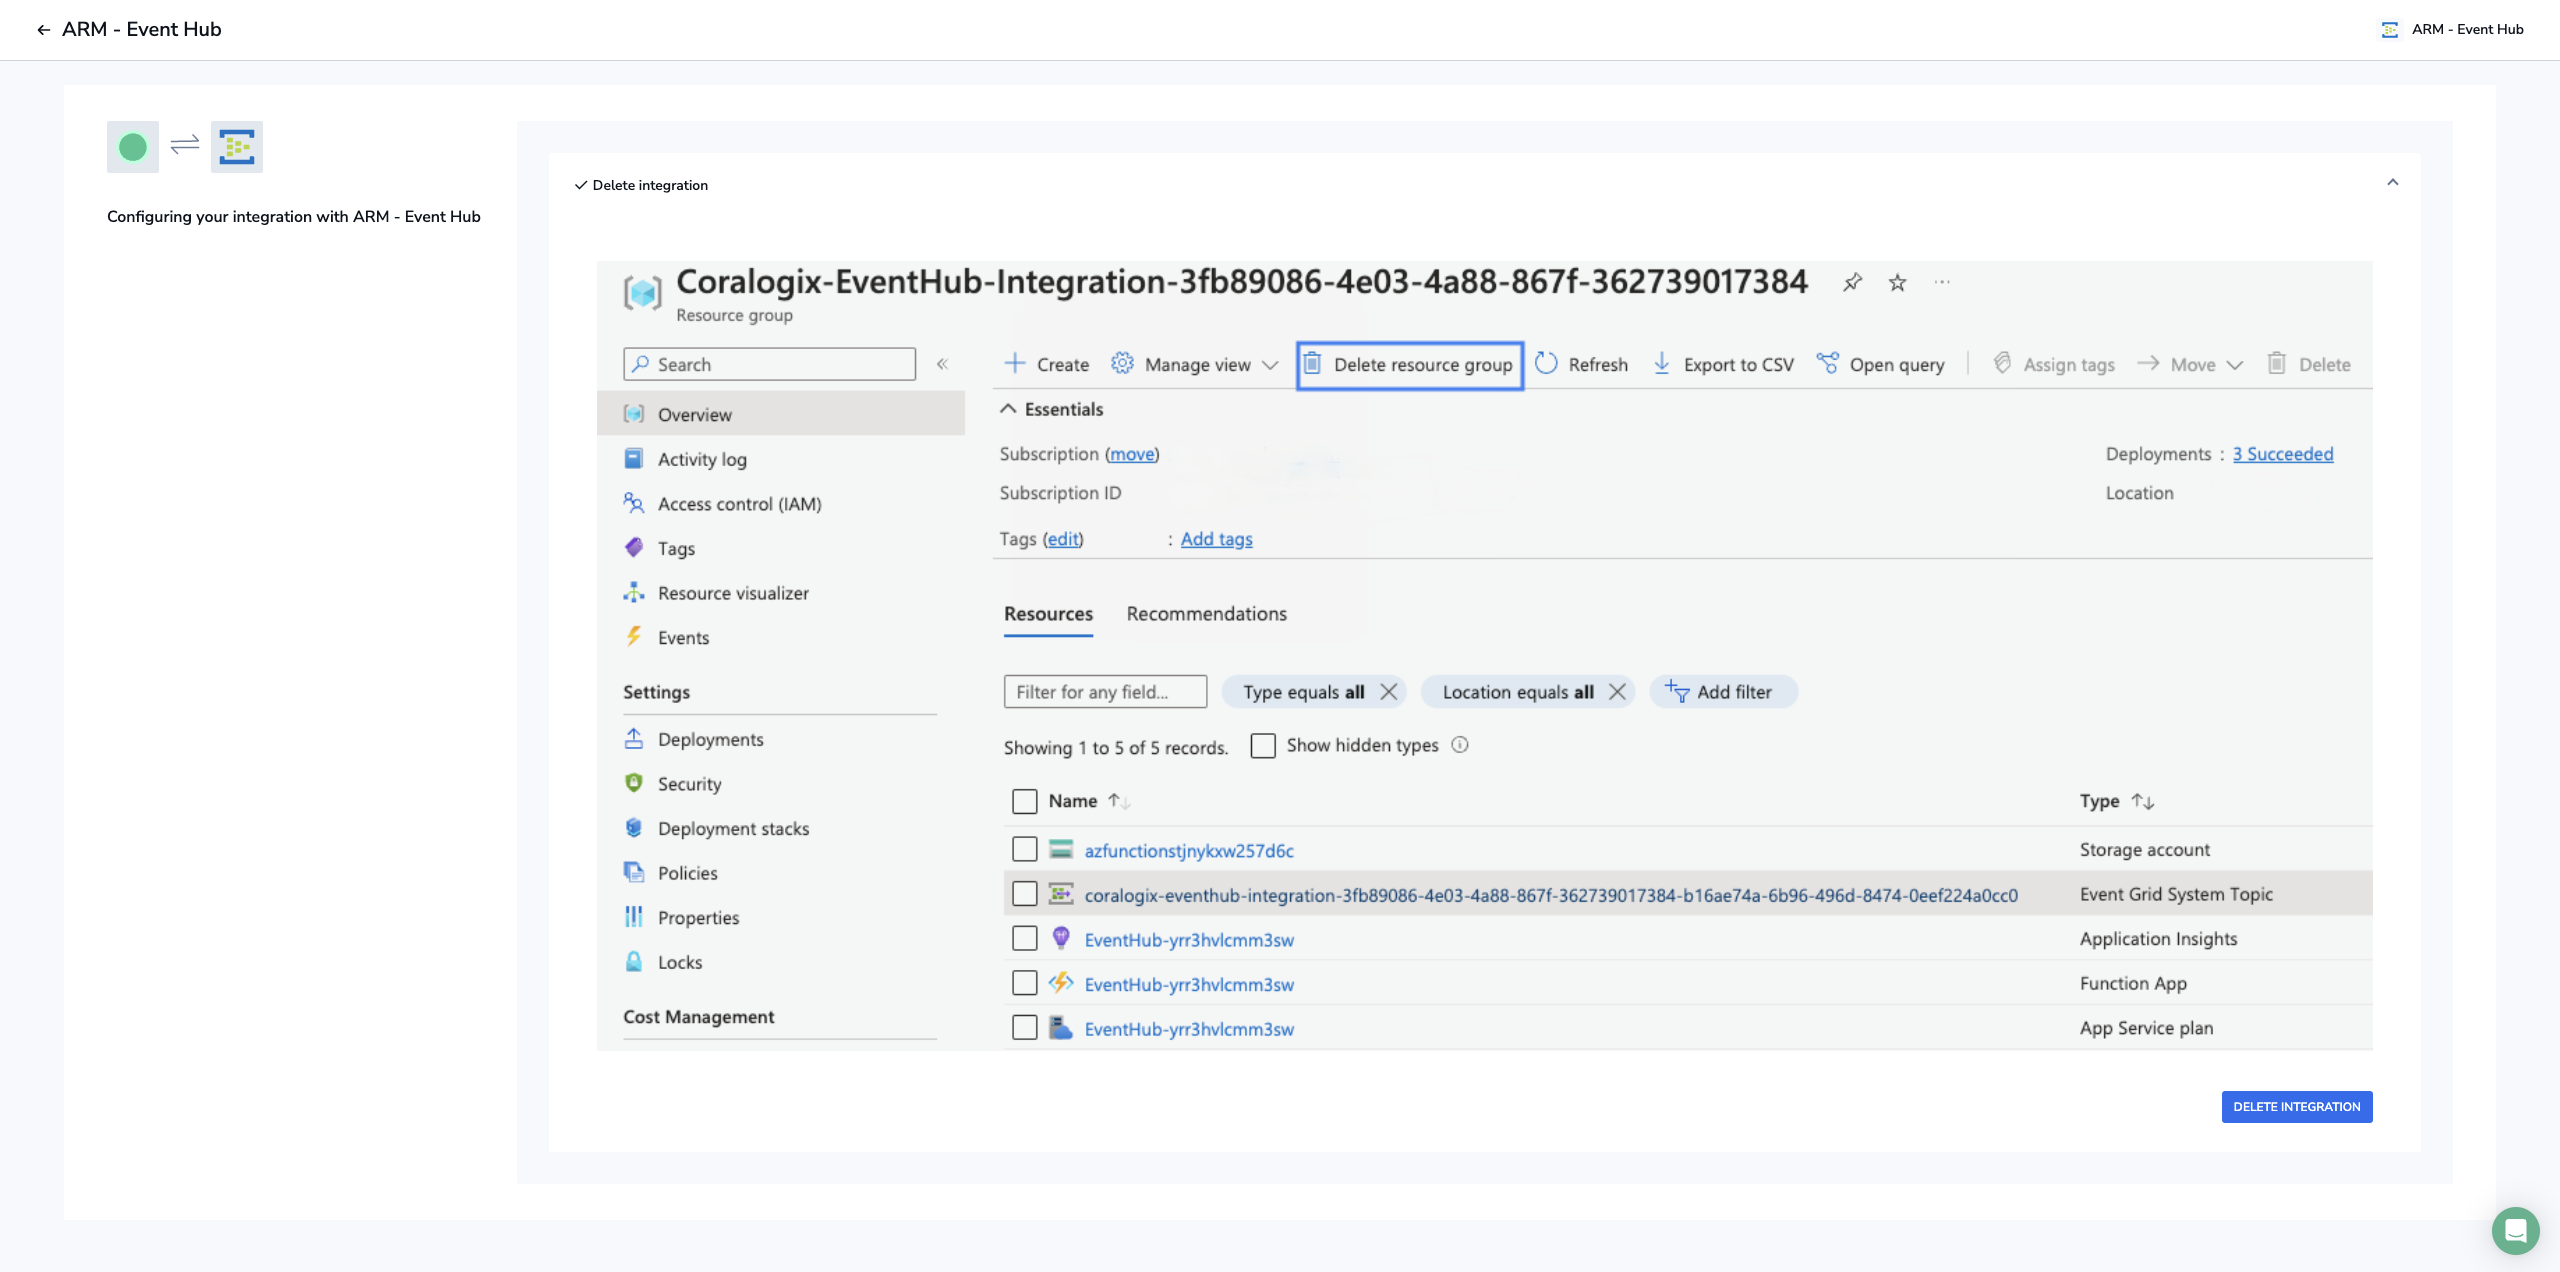 ARM - Event Hub
ARM - Event Hub
Configuring your integration with ARM - Event Hub
Delete integration
Coralogix-EventHub-Integration-3fb89086-4e03-4a88-867f-362739017384
Resource group
Search
Create Manage view Delete resource group Refresh Export to CSV Open query Assign tags Move Delete
Overview
Activity log
Access control (IAM)
Tags
Resource visualizer
Events
Settings
Deployments
Security
Deployment stacks
Policies
Properties
Locks
Cost Management
Essentials
Subscription (move)
Deployments : 3 Succeeded
Subscription ID
Location
Tags (edit) : Add tags
Resources Recommendations
Filter for any field... Type equals all Location equals all Add filter
Showing 1 to 5 of 5 records. Show hidden types
Name Type
azfunctionstjnykxw257d6c Storage account
coralogix-eventhub-integration-3fb89086-4e03-4a88-867f-362739017384-b16ae74a-6b96-496d-8474-0eef224a0cc0 Event Grid System Topic
EventHub-yrr3hvlcmm3sw Application Insights
EventHub-yrr3hvlcmm3sw Function App
EventHub-yrr3hvlcmm3sw App Service plan
DELETE INTEGRATION